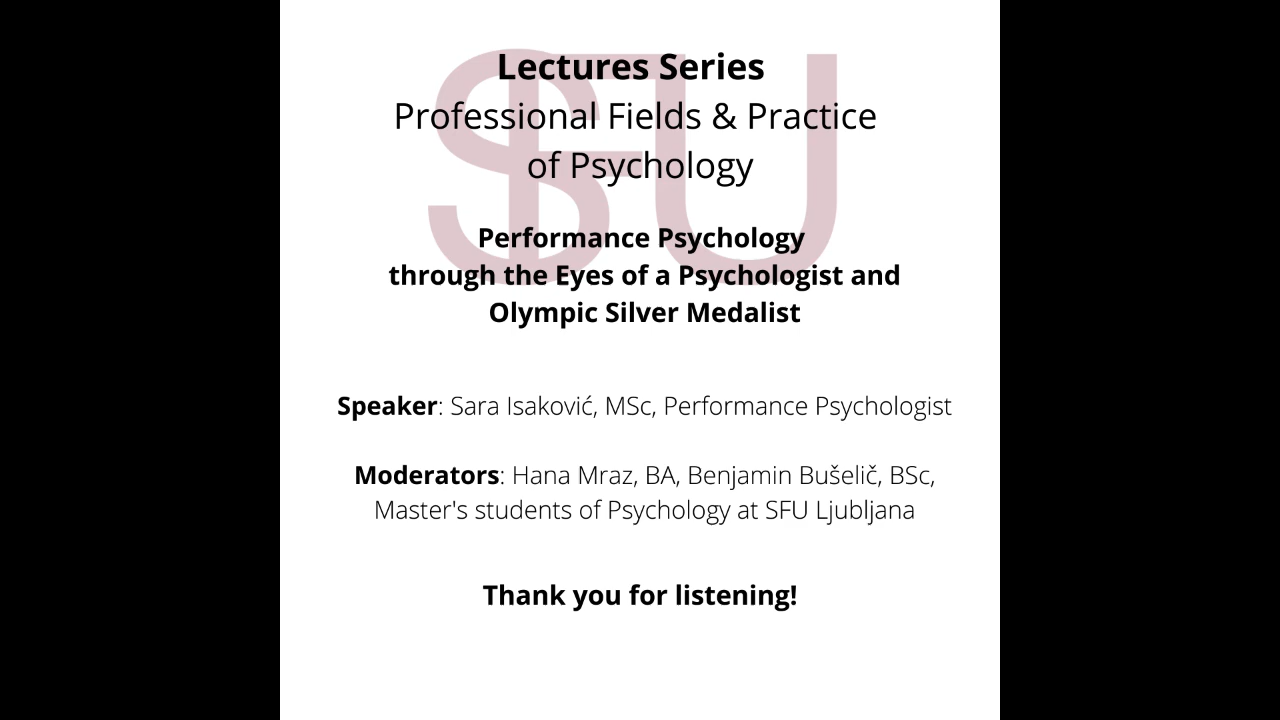 SFU
Lectures Series
Professional Fields & Practice
of Psychology
Performance Psychology
through the Eyes of a Psychologist and
Olympic Silver Medalist
Speaker: Sara Isaković, MSc, Performance Psychologist
Moderators: Hana Mraz, BA, Benjamin Bušelič, BSc,
Master's students of Psychology at SFU Ljubljana
Thank you for listening!